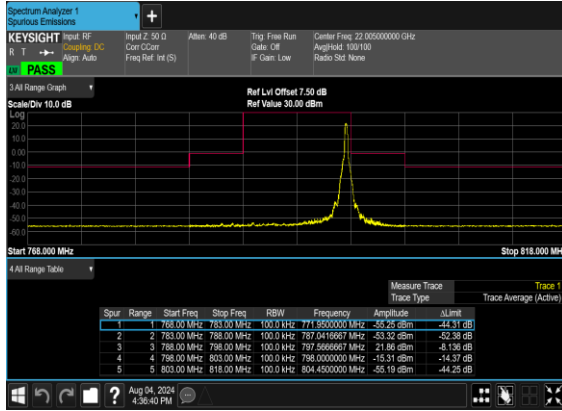 Spectrum Analyzer 1
Spurious Emissions
KEYSIGHT Input: RF Input Z: 50 Ω Atten: 40 dB Trig: Free Run Center Freq: 22.005000000 GHz
R T Coupling: DC Corr CCorr Gate: Off Avg|Hold: 100/100
Align: Auto Freq Ref: Int (S) IF Gain: Low Radio Std: None
PASS
3 All Range Graph
Ref Lvl Offset 7.50 dB
Scale/Div 10.0 dB Ref Value 30.00 dBm
Log
20.0
10.0
0.00
-10.0
-20.0
-30.0
-40.0
-50.0
-60.0
Start 768.000 MHz Stop 818.000 MHz
4 All Range Table
Measure Trace Trace 1
Trace Type Trace Average (Active)
Spur Range Start Freq Stop Freq RBW Frequency Amplitude ΔLimit
1 1 768.00 MHz 783.00 MHz 100.0 kHz 771.9500000 MHz -55.25 dBm -44.31 dB
2 2 783.00 MHz 788.00 MHz 100.0 kHz 787.0416667 MHz -53.32 dBm -52.38 dB
3 3 788.00 MHz 798.00 MHz 100.0 kHz 797.5666667 MHz 21.86 dBm -8.136 dB
4 4 798.00 MHz 803.00 MHz 100.0 kHz 798.0000000 MHz -15.31 dBm -14.37 dB
5 5 803.00 MHz 818.00 MHz 100.0 kHz 804.4500000 MHz -55.19 dBm -44.25 dB
Aug 04, 2024
4:36:40 PM